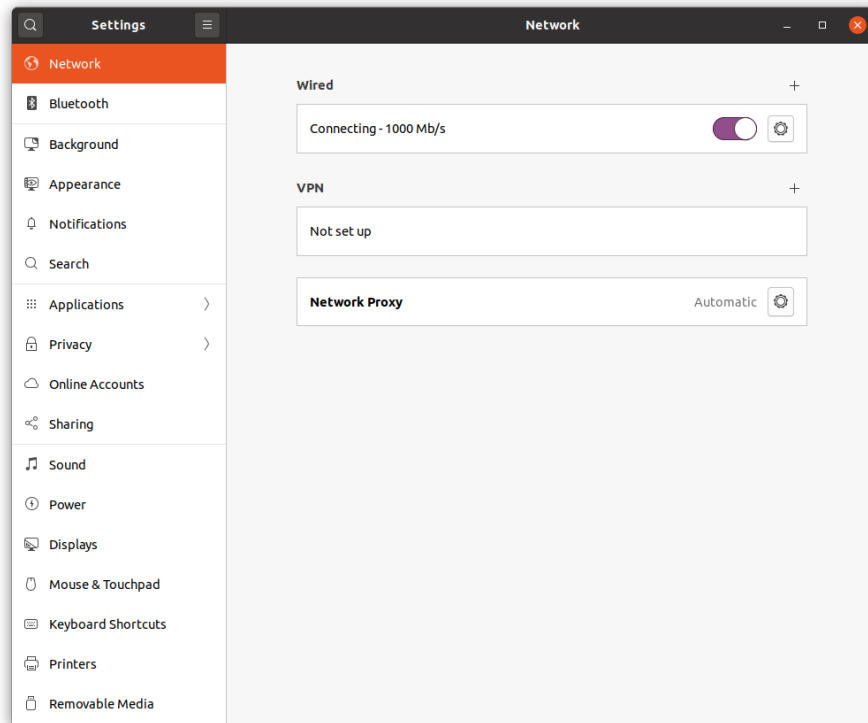 Settings
Network
Network
Bluetooth
Background
Appearance
Notifications
Search
Applications
Privacy
Online Accounts
Sharing
Sound
Power
Displays
Mouse & Touchpad
Keyboard Shortcuts
Printers
Removable Media
Wired
Connecting - 1000 Mb/s
VPN
Not set up
Network Proxy Automatic